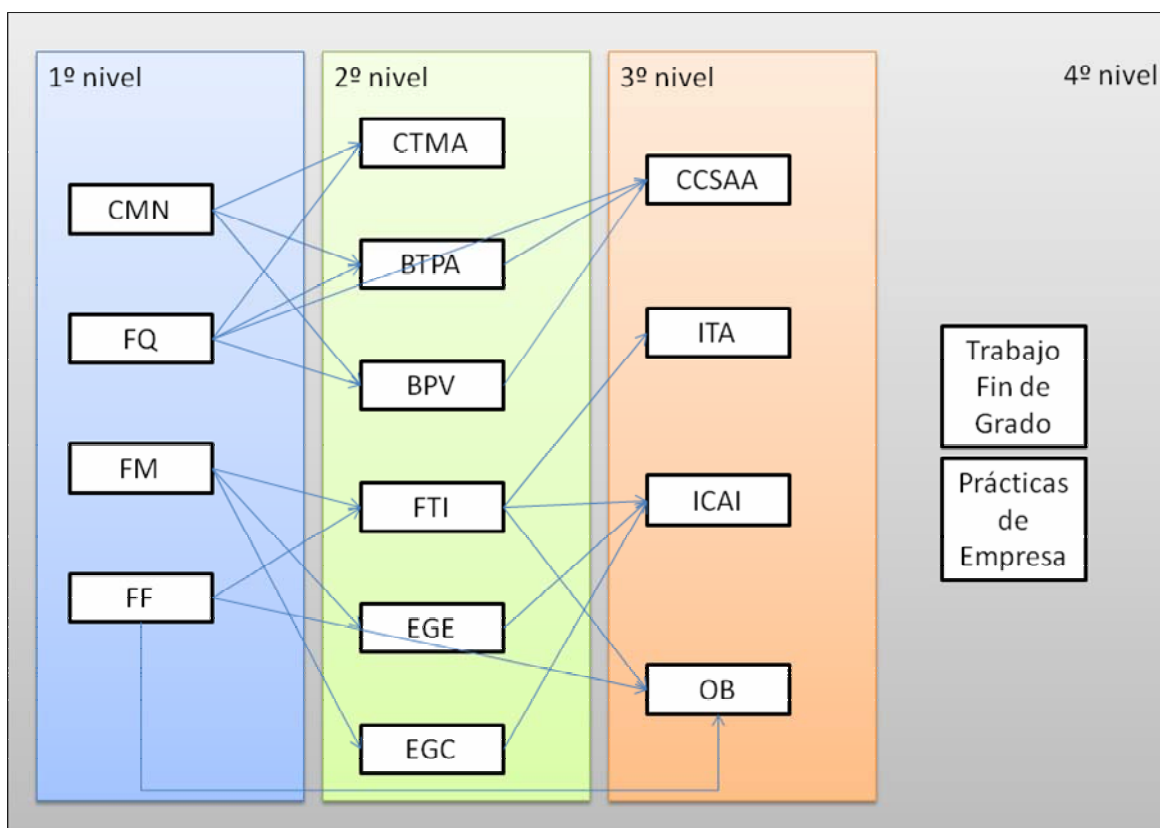 1º nivel
2º nivel
3º nivel
4º nivel
CMN
FQ
FM
FF
CTMA
BTPA
BPV
FTI
EGE
EGC
CCSAA
ITA
ICAI
OB
Trabajo
Fin de
Grado
Prácticas
de
Empresa